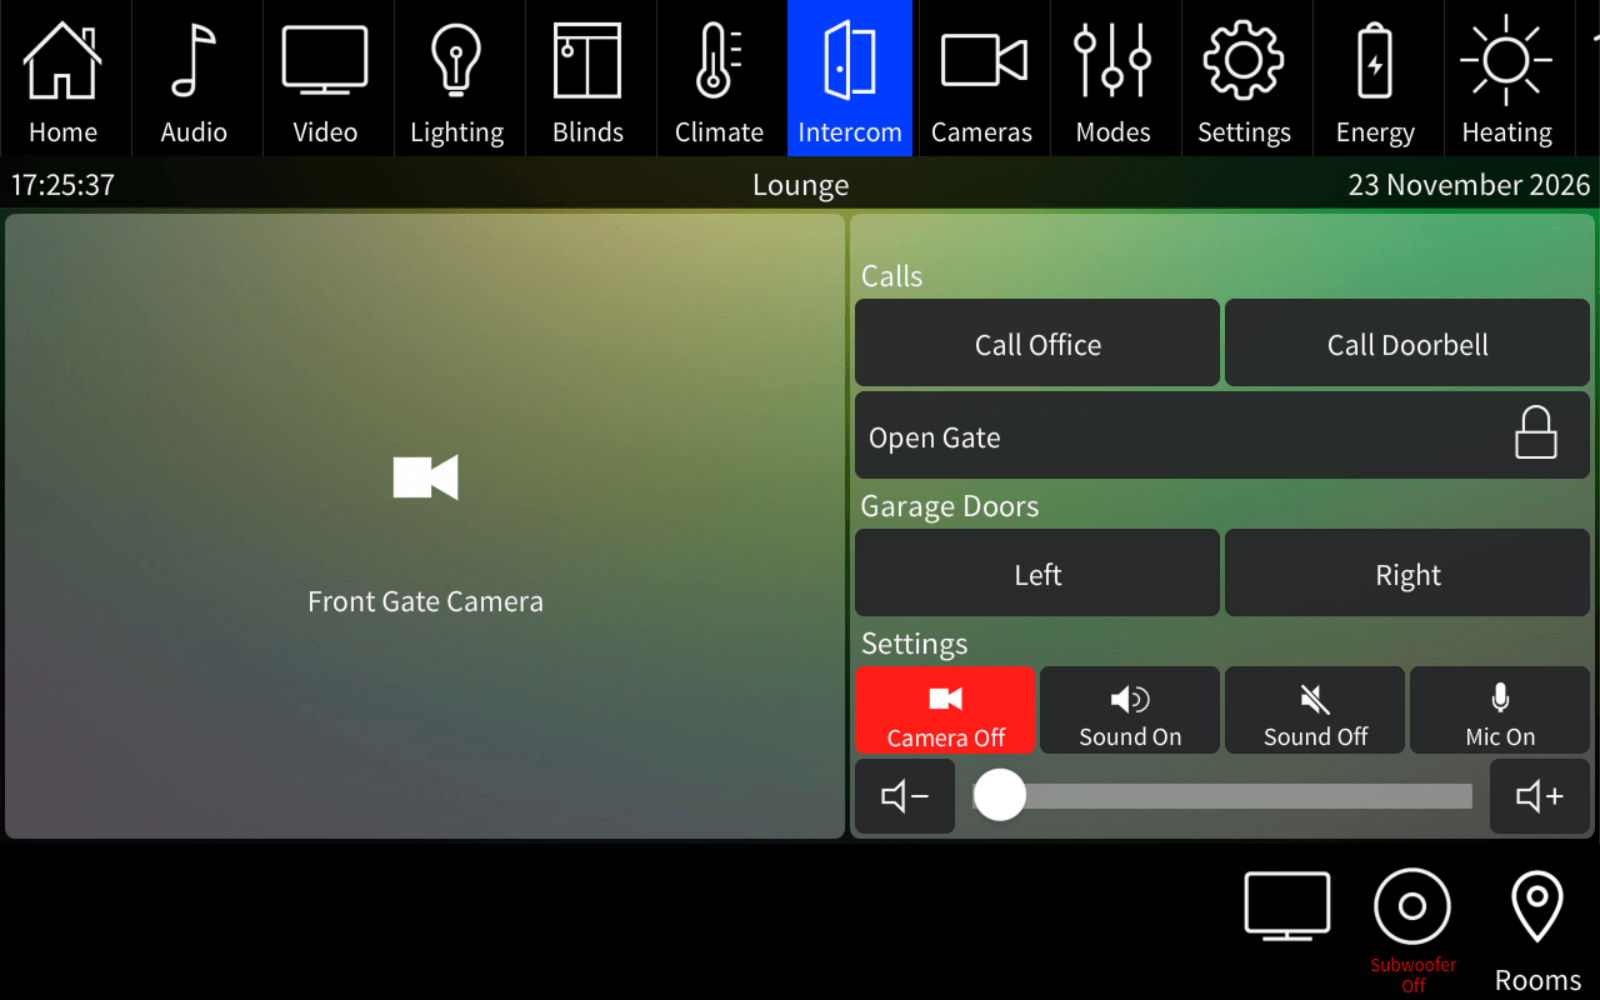 Home
Audio
Video
Lighting
Blinds
Climate
Intercom
Cameras
Modes
Settings
Energy
Heating
17:25:37
Lounge
23 November 2026
Front Gate Camera
Calls
Call Office
Call Doorbell
Open Gate
Garage Doors
Left
Right
Settings
Camera Off
Sound On
Sound Off
Mic On
Subwoofer
Off
Rooms